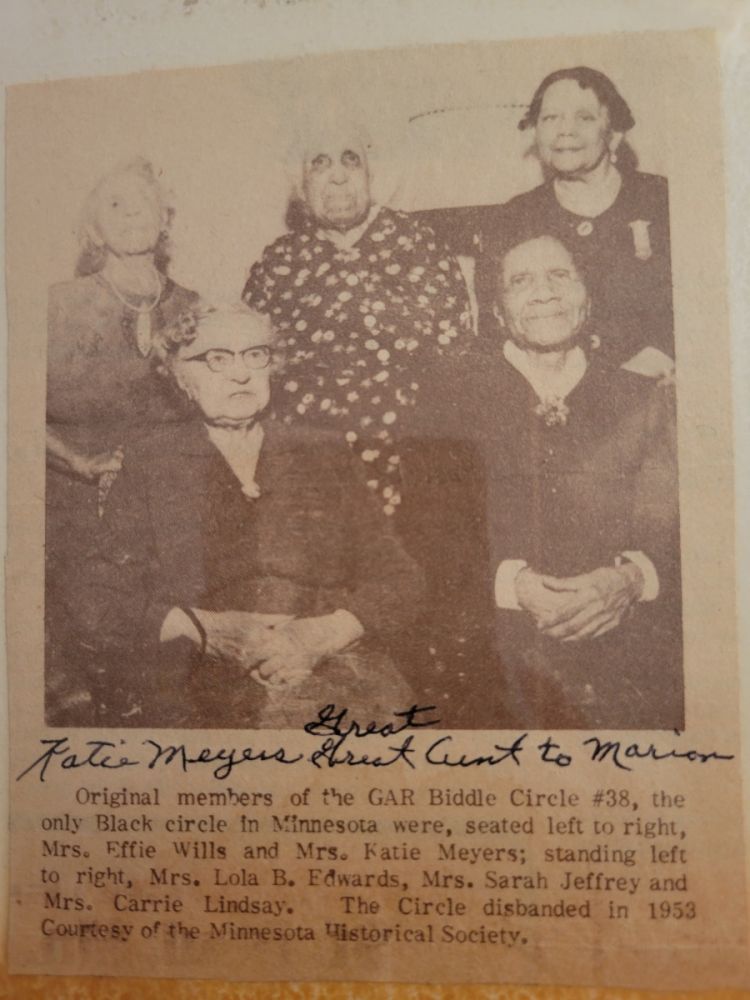 Great
Katie Meyers Great Aunt to Marion
Original members of the GAR Biddle Circle #38, the
only Black circle in Minnesota were, seated left to right,
Mrs. Effie Wills and Mrs. Katie Meyers; standing left
to right, Mrs. Lola B. Edwards, Mrs. Sarah Jeffrey and
Mrs. Carrie Lindsay. The Circle disbanded in 1953
Courtesy of the Minnesota Historical Society.